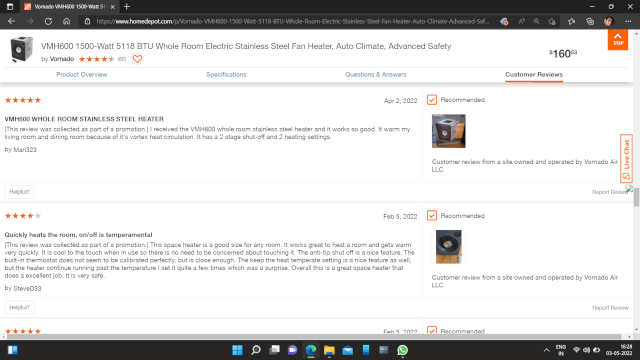 Vornado VMH600 1500-Watt 51
https://www.homedepot.com/p/Vornado-VMH600-1500-Watt-5118-BTU-Whole-Room-Electric-Stainless-Steel-Fan-Heater-Auto-Climate-Advanced-Saf...
VMH600 1500-Watt 5118 BTU Whole Room Electric Stainless Steel Fan Heater, Auto Climate, Advanced Safety
by Vornado
$160
TOP
Product Overview Specifications Questions & Answers Customer Reviews
Apr 2, 2022 Recommended
VMH600 WHOLE ROOM STAINLESS STEEL HEATER
[This review was collected as part of a promotion.] I received the VMH600 whole room stainless steel heater and it works so good. It warm my
living room and dining room because of it's vortex heat circulation. It has a 2 stage shut-off and 2 heating settings.
by Mari323
Customer review from a site owned and operated by Vornado Air
LLC
Live Chat
Helpful? Report Review
Feb 5, 2022 Recommended
Quickly heats the room, on/off is temperamental
[This review was collected as part of a promotion.] This space heater is a good size for any room. It works great to heat a room and gets warm
very quickly. It is cool to the touch when in use so there is no need to be concerned about touching it. The anti-tip shut off is a nice feature. The
built-in thermostat does not seem to be calibrated perfectly, but is close enough. The keep the heat temperate setting is a nice feature as well,
but the heater continue running past the temperature I set it quite a few times which was a surprise. Overall this is a great space heater that
does a excellent job. It is very safe.
by SteveD33
Customer review from a site owned and operated by Vornado Air
LLC
Helpful? Report Review
Feb 5, 2022 Recommended
ENG
IN
16:28
03-05-2022